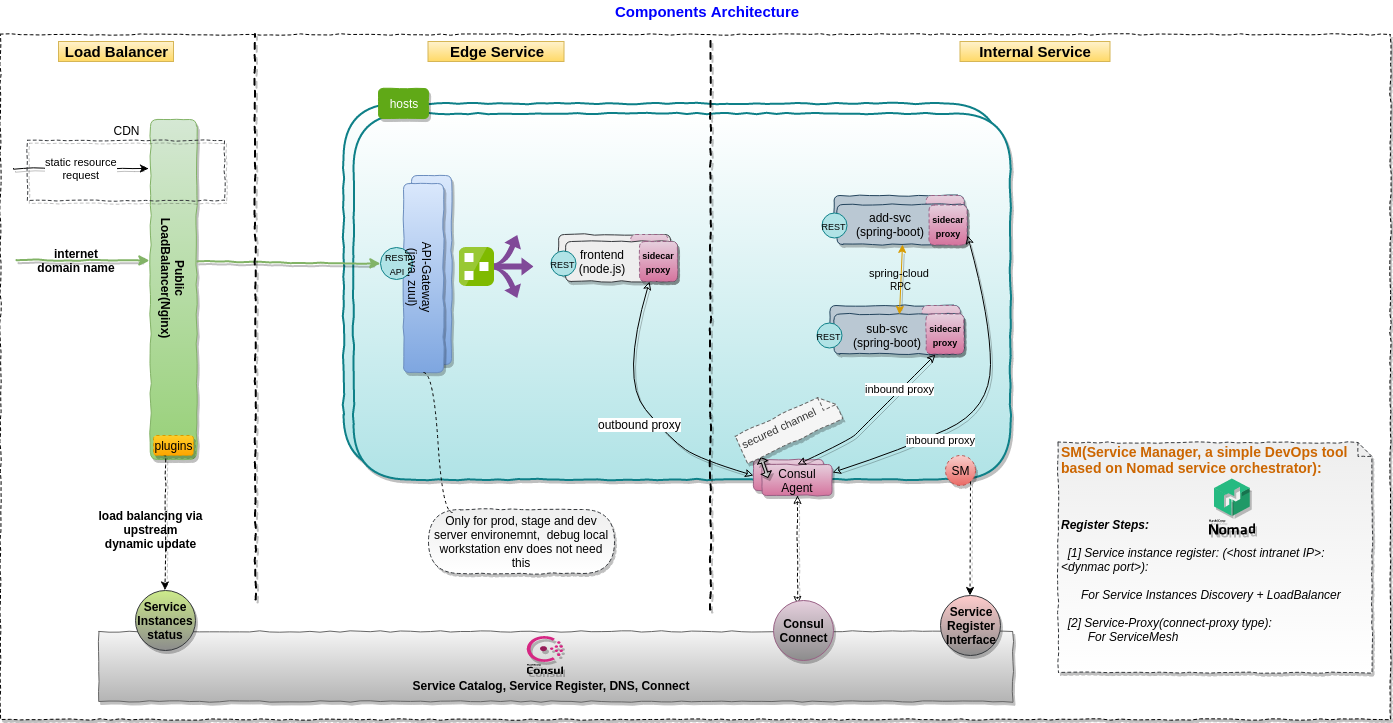 Components Architecture
Load Balancer
Edge Service
Internal Service
hosts
CDN
static resource
request
internet
domain name
Public
LoadBalancer(Nginx)
plugins
load balancing via
upstream
dynamic update
REST
API
API-Gateway
(java, zuul)
frontend
(node.js)
REST
sidecar
proxy
add-svc
(spring-boot)
REST
sidecar
proxy
spring-cloud
RPC
sub-svc
(spring-boot)
REST
sidecar
proxy
inbound proxy
outbound proxy
inbound proxy
secured channel
Consul
Agent
SM
Only for prod, stage and dev
server environemnt, debug local
workstation env does not need
this
SM(Service Manager, a simple DevOps tool
based on Nomad service orchestrator):
HashiCorp
Nomad
Register Steps:
[1] Service instance register: (<host intranet IP>:
<dynmac port>):
For Service Instances Discovery + LoadBalancer
[2] Service-Proxy(connect-proxy type):
For ServiceMesh
Service
Instances
status
Consul
Connect
Service
Register
Interface
Consul
Service Catalog, Service Register, DNS, Connect